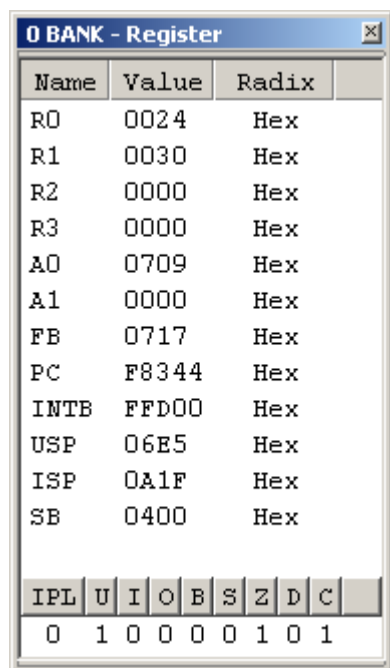 0 BANK - Register
Name Value Radix
R0 0024 Hex
R1 0030 Hex
R2 0000 Hex
R3 0000 Hex
A0 0709 Hex
A1 0000 Hex
FB 0717 Hex
PC F8344 Hex
INTB FFD00 Hex
USP 06E5 Hex
ISP 0A1F Hex
SB 0400 Hex
IPL U I O B S Z D C
0 1 0 0 0 0 1 0 1